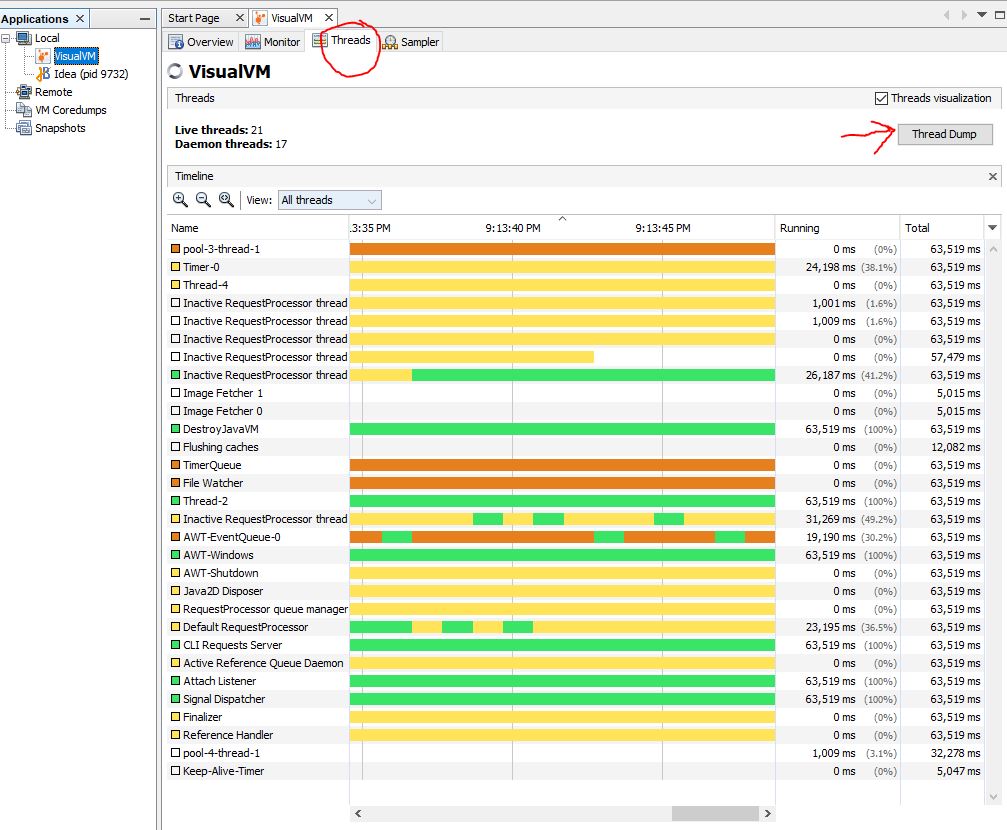 Applications
Start Page
VisualVM
Local
VisualVM
Idea (pid 9732)
Remote
VM Coredumps
Snapshots
Overview
Monitor
Threads
Sampler
VisualVM
Threads
Threads visualization
Live threads: 21
Daemon threads: 17
Thread Dump
Timeline
View: All threads
Name .3:35 PM 9:13:40 PM 9:13:45 PM Running Total
pool-3-thread-1 0 ms (0%) 63,519 ms
Timer-0 24,198 ms (38.1%) 63,519 ms
Thread-4 0 ms (0%) 63,519 ms
Inactive RequestProcessor thread 1,001 ms (1.6%) 63,519 ms
Inactive RequestProcessor thread 1,009 ms (1.6%) 63,519 ms
Inactive RequestProcessor thread 0 ms (0%) 63,519 ms
Inactive RequestProcessor thread 0 ms (0%) 57,479 ms
Inactive RequestProcessor thread 26,187 ms (41.2%) 63,519 ms
Image Fetcher 1 0 ms (0%) 5,015 ms
Image Fetcher 0 0 ms (0%) 5,015 ms
DestroyJavaVM 63,519 ms (100%) 63,519 ms
Flushing caches 0 ms (0%) 12,082 ms
TimerQueue 0 ms (0%) 63,519 ms
File Watcher 0 ms (0%) 63,519 ms
Thread-2 63,519 ms (100%) 63,519 ms
Inactive RequestProcessor thread 31,269 ms (49.2%) 63,519 ms
AWT-EventQueue-0 19,190 ms (30.2%) 63,519 ms
AWT-Windows 63,519 ms (100%) 63,519 ms
AWT-Shutdown 0 ms (0%) 63,519 ms
Java2D Disposer 0 ms (0%) 63,519 ms
RequestProcessor queue manager 0 ms (0%) 63,519 ms
Default RequestProcessor 23,195 ms (36.5%) 63,519 ms
CLI Requests Server 63,519 ms (100%) 63,519 ms
Active Reference Queue Daemon 0 ms (0%) 63,519 ms
Attach Listener 63,519 ms (100%) 63,519 ms
Signal Dispatcher 63,519 ms (100%) 63,519 ms
Finalizer 0 ms (0%) 63,519 ms
Reference Handler 0 ms (0%) 63,519 ms
pool-4-thread-1 1,009 ms (3.1%) 32,278 ms
Keep-Alive-Timer 0 ms (0%) 5,047 ms